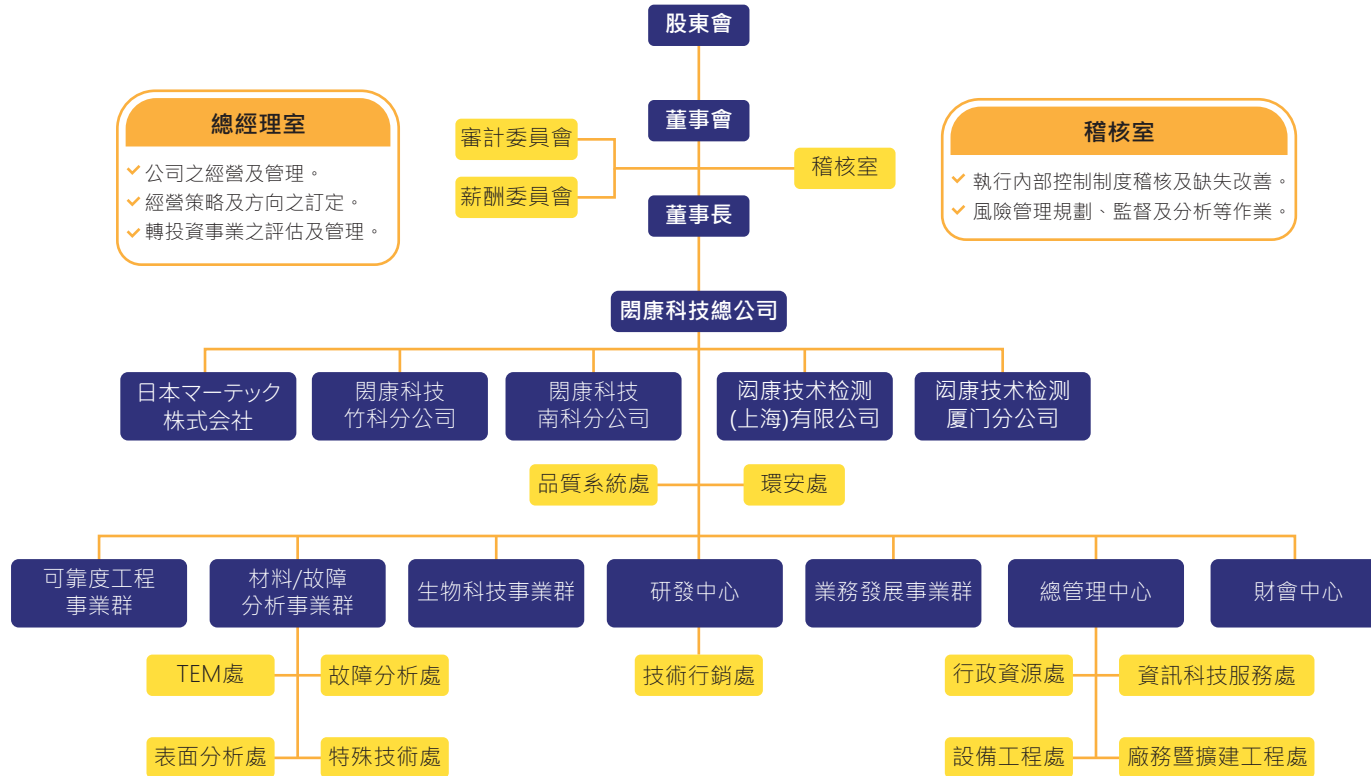 股東會
董事會
審計委員會
薪酬委員會
稽核室
董事長
總經理室
公司之經營及管理。
經營策略及方向之訂定。
轉投資事業之評估及管理。
稽核室
執行內部控制制度稽核及缺失改善。
風險管理規劃、監督及分析等作業。
閎康科技總公司
日本マーテック
株式会社
閎康科技
竹科分公司
閎康科技
南科分公司
闳康技术检测
(上海)有限公司
闳康技术检测
厦门分公司
品質系統處
環安處
可靠度工程
事業群
材料/故障
分析事業群
生物科技事業群
研發中心
業務發展事業群
總管理中心
財會中心
TEM處
故障分析處
技術行銷處
行政資源處
資訊科技服務處
表面分析處
特殊技術處
設備工程處
廠務暨擴建工程處